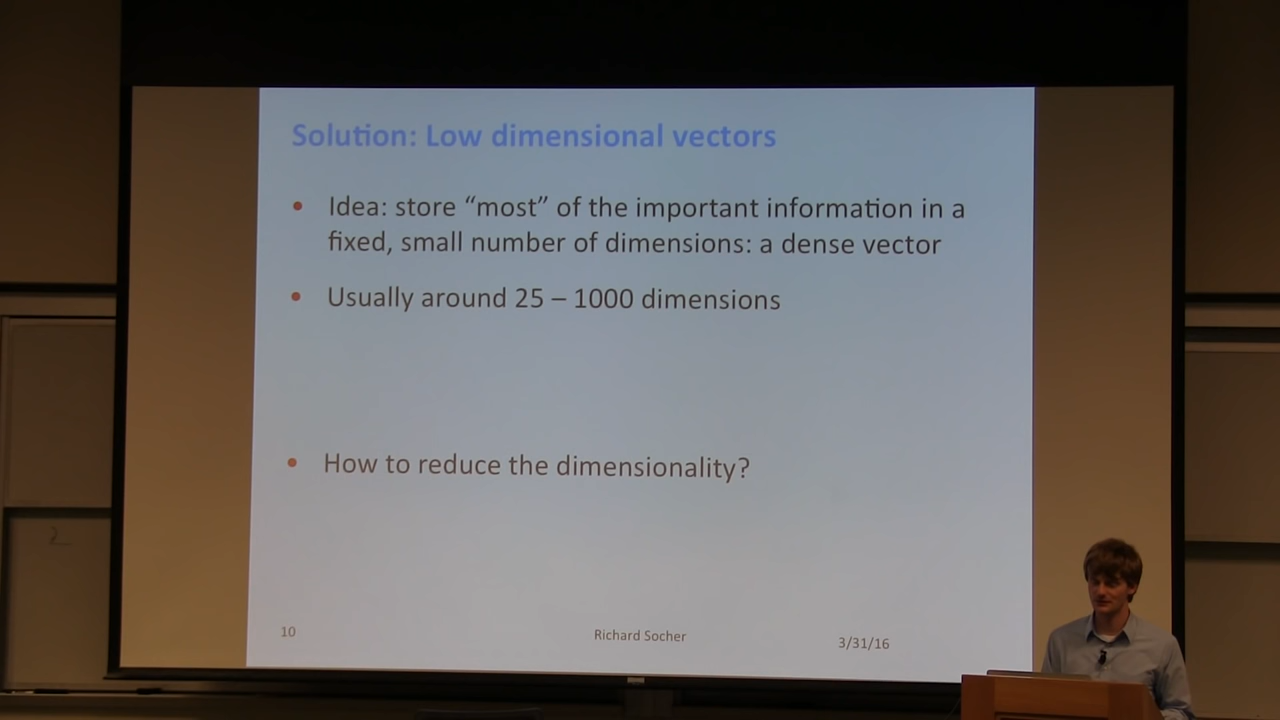 Solution: Low dimensional vectors
• Idea: store “most” of the important information in a
fixed, small number of dimensions: a dense vector
• Usually around 25 – 1000 dimensions
• How to reduce the dimensionality?
10
Richard Socher
3/31/16
2